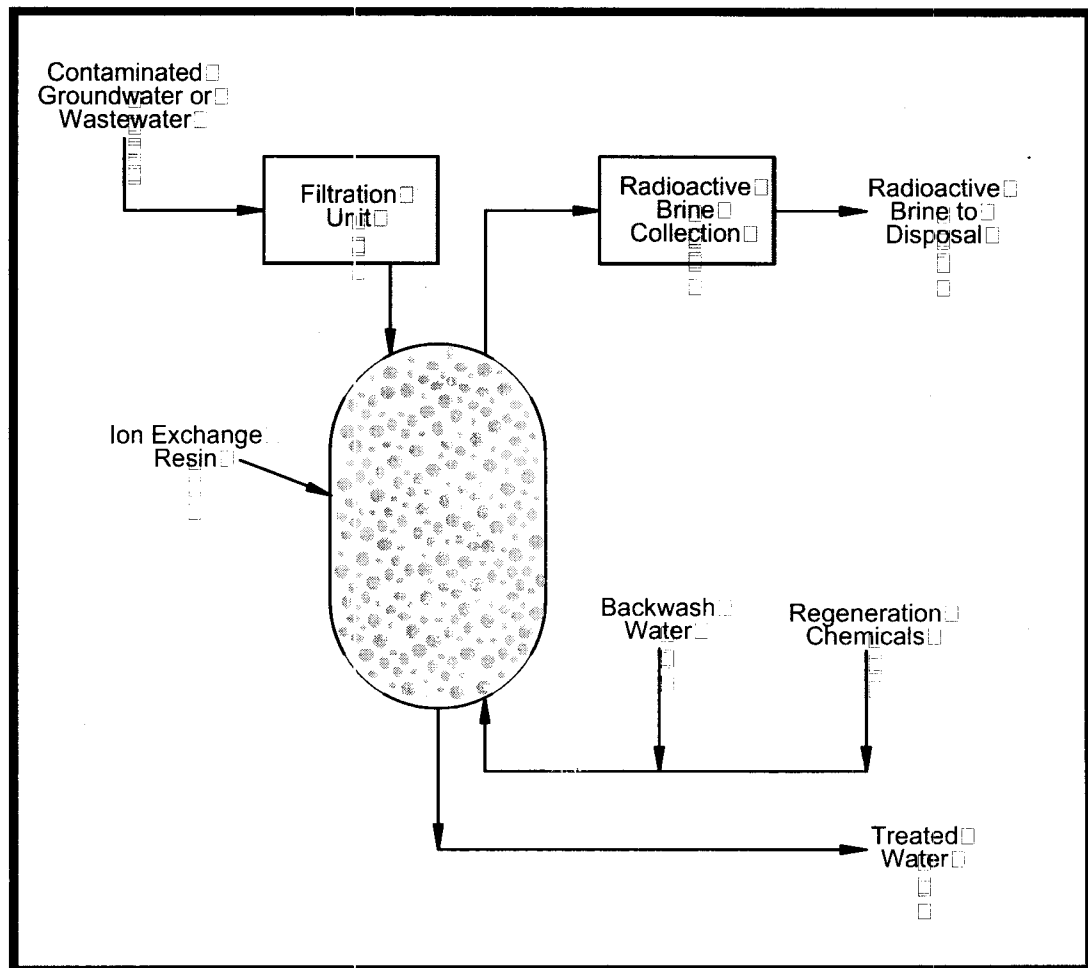 Contaminated
Groundwater or
Wastewater
Filtration
Unit
Radioactive
Brine
Collection
Radioactive
Brine to
Disposal
Ion Exchange
Resin
Backwash
Water
Regeneration
Chemicals
Treated
Water